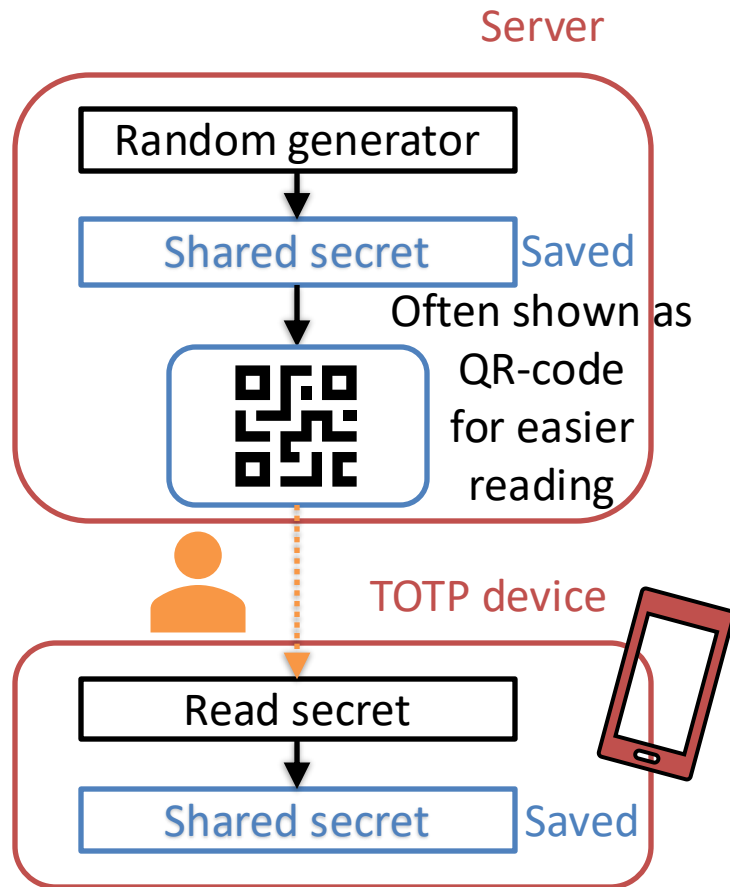 Server
Random generator
Shared secret
Saved
Often shown as
QR-code
for easier
reading
TOTP device
Read secret
Shared secret
Saved